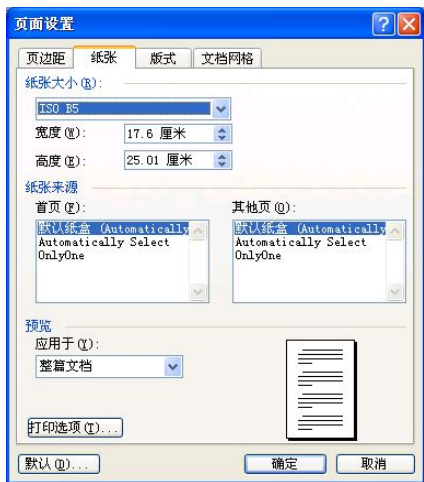 页面设置
页边距 纸张 版式 文档网格
纸张大小(R):
ISO B5
宽度(W): 17.6 厘米
高度(E): 25.01 厘米
纸张来源
首页(F): 其他页(O):
默认纸盒 (Automatically 默认纸盒 (Automatically
Automatically Select Automatically Select
OnlyOne OnlyOne
预览
应用于(Y):
整篇文档
打印选项(T)...
默认(D)... 确定 取消